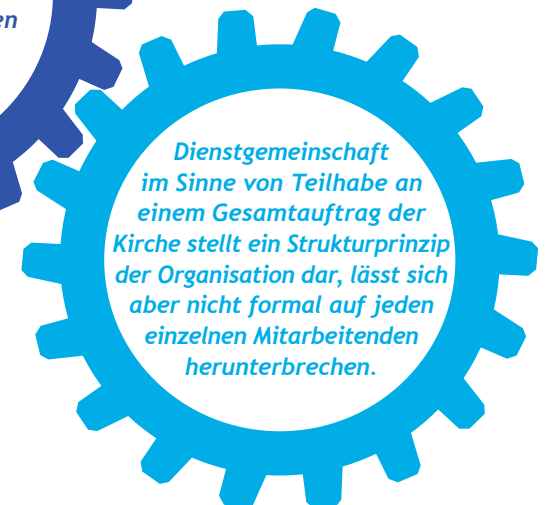 en
Dienstgemeinschaft
im Sinne von Teilhabe an
einem Gesamtauftrag der
Kirche stellt ein Strukturprinzip
der Organisation dar, lässt sich
aber nicht formal auf jeden
einzelnen Mitarbeitenden
herunterbrechen.